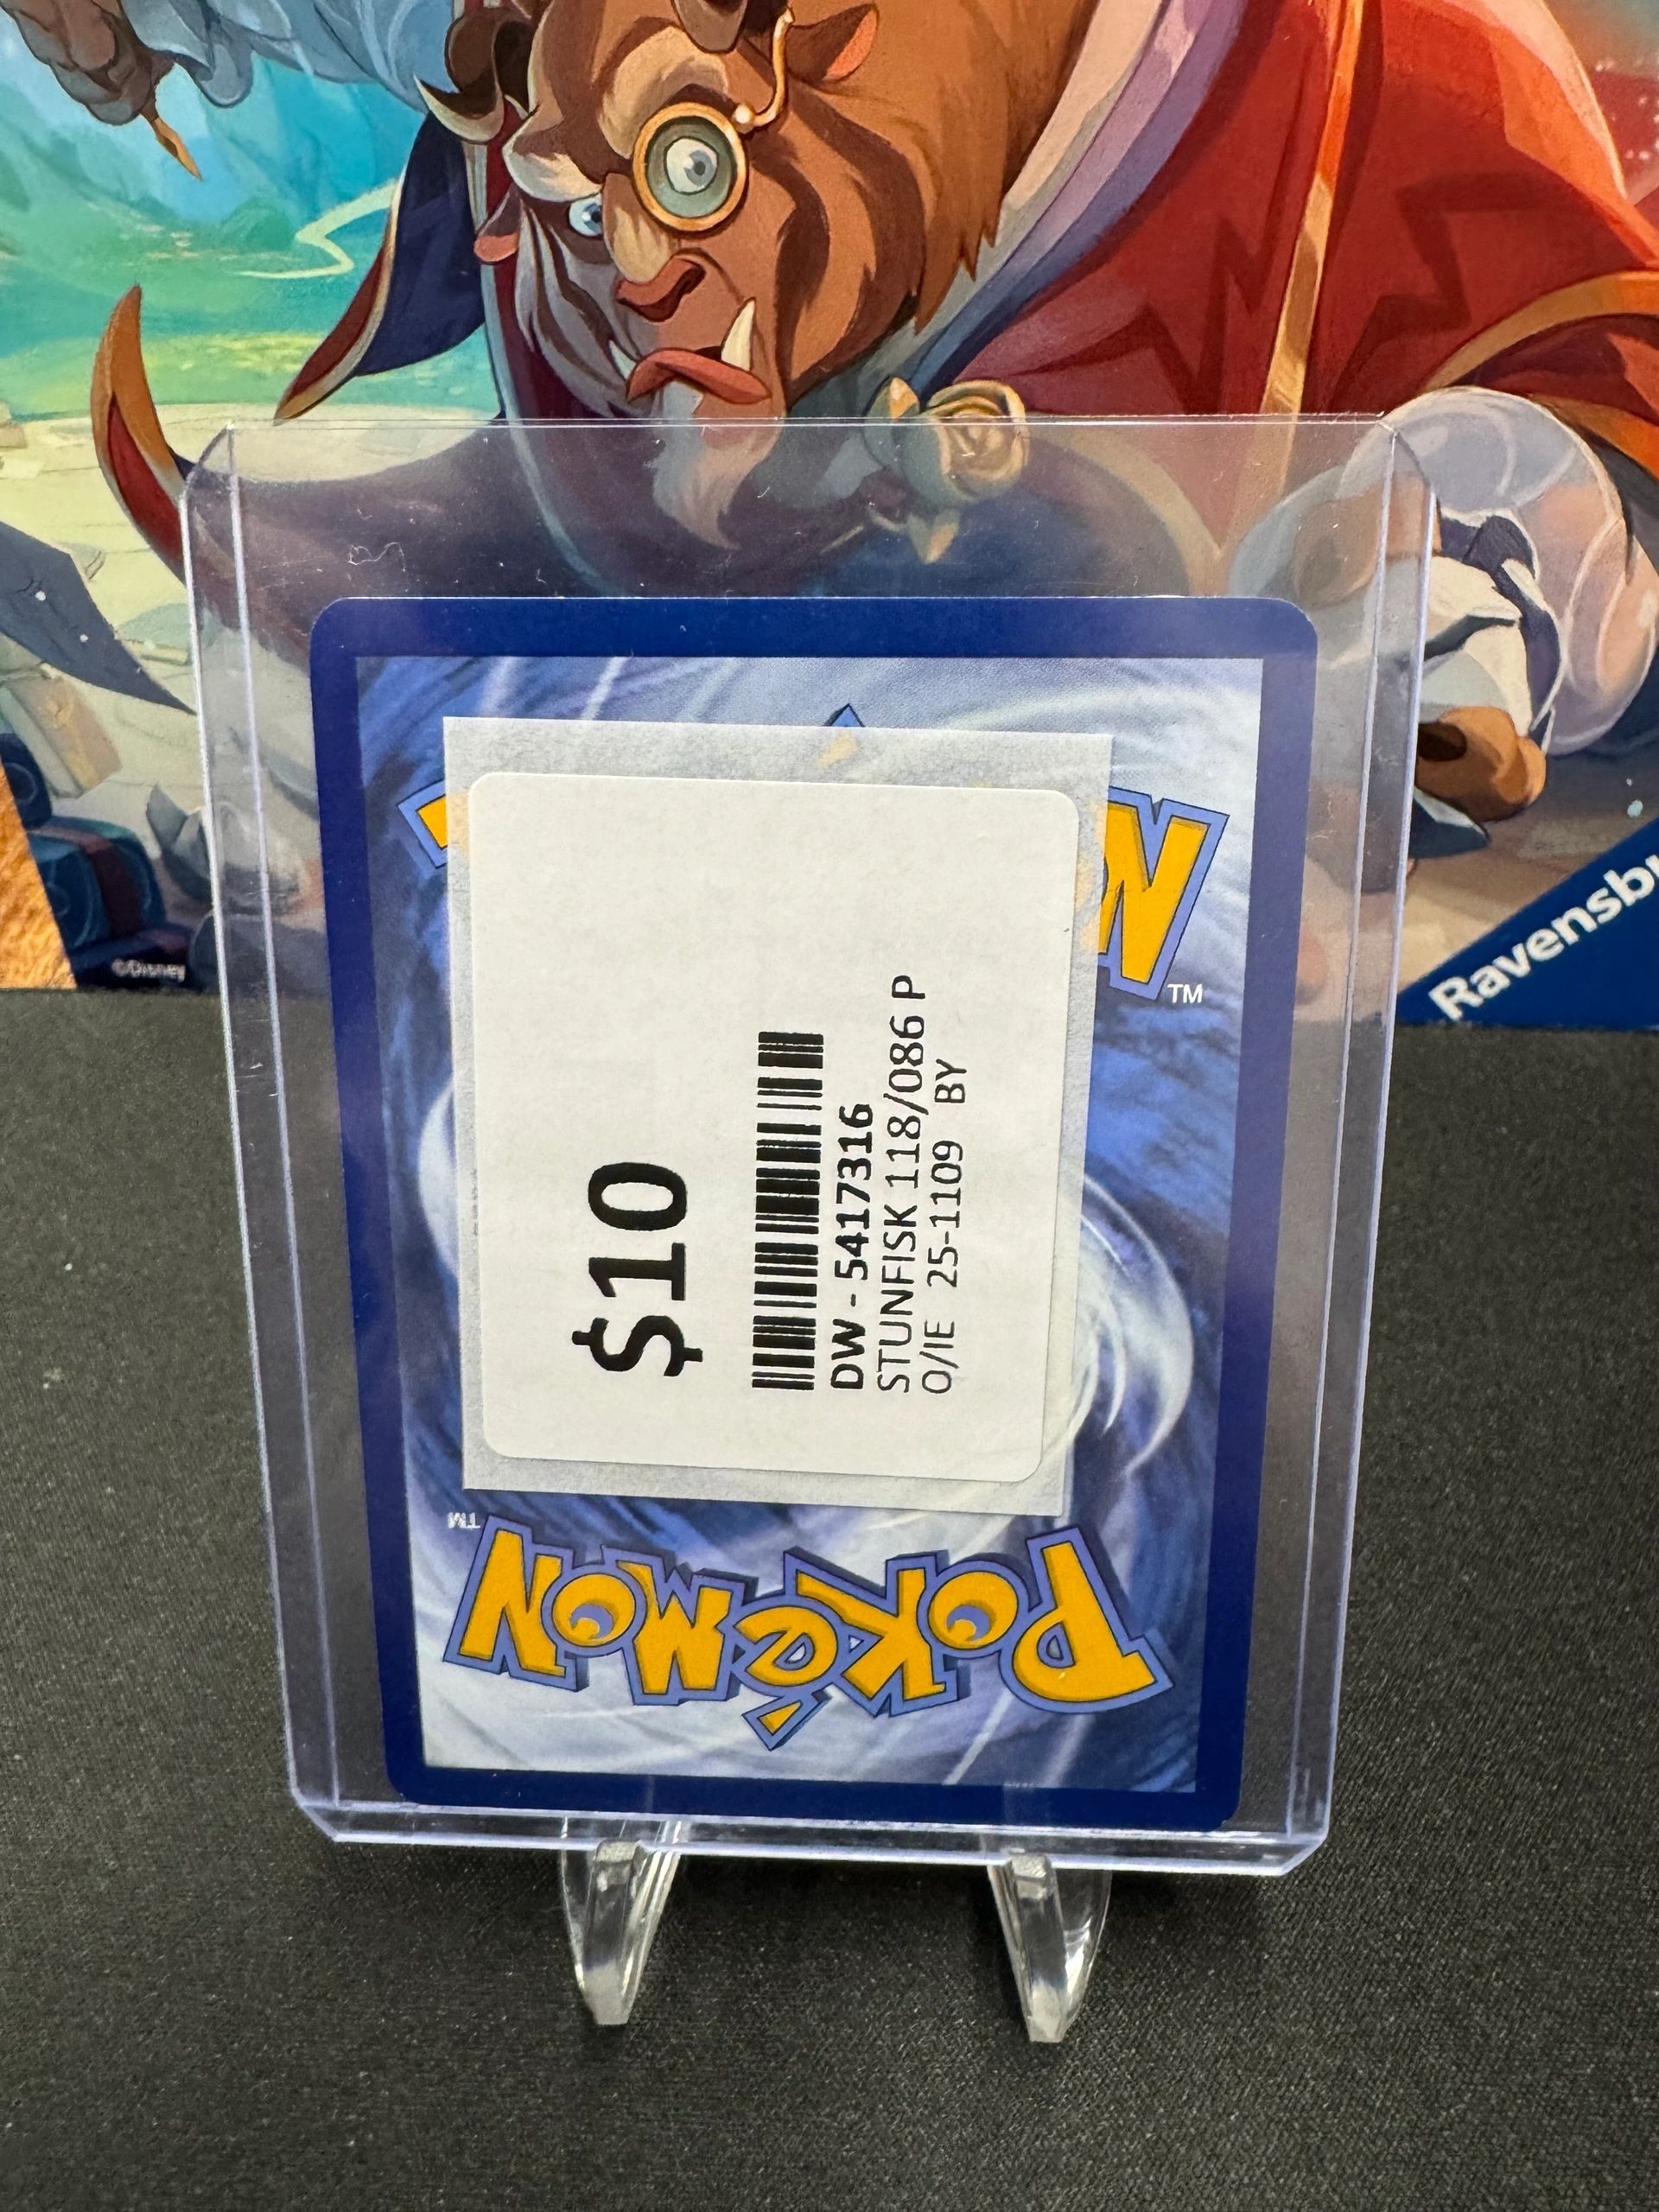 ©Disney
Ravensbu
N
TM
$10
DW - 5417316
STUNFISK 118/086 P
O/IE 25-1109 BY
TM
POKéMON